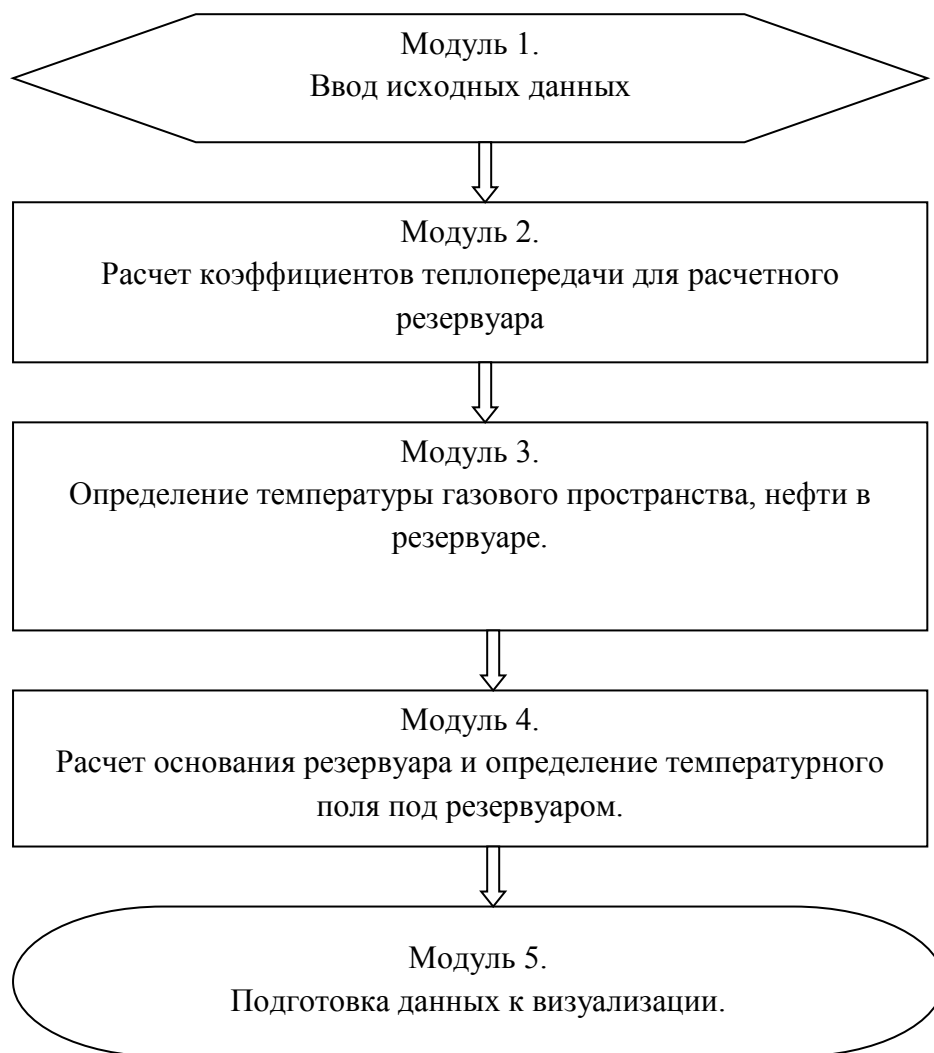 Модуль 1.
Ввод исходных данных
Модуль 2.
Расчет коэффициентов теплопередачи для расчетного
резервуара
Модуль 3.
Определение температуры газового пространства, нефти в
резервуаре.
Модуль 4.
Расчет основания резервуара и определение температурного
поля под резервуаром.
Модуль 5.
Подготовка данных к визуализации.